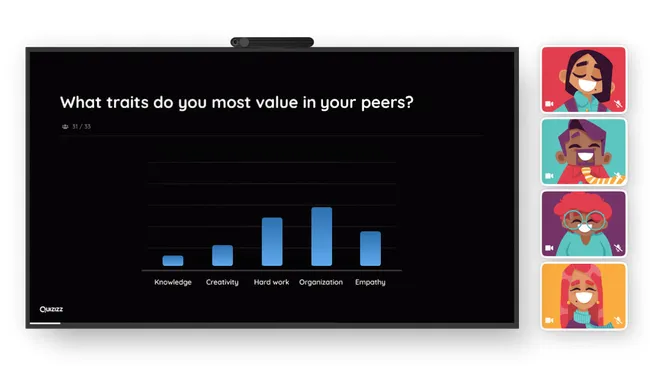 What traits do you most value in your peers?
31 / 33
Knowledge Creativity Hard work Organization Empathy
Quizizz